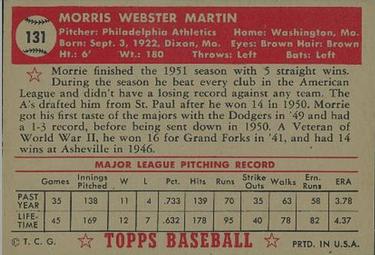 131
MORRIS WEBSTER MARTIN
Pitcher: Philadelphia Athletics Home: Washington, Mo.
Born: Sept. 3, 1922, Dixon, Mo. Eyes: Brown Hair: Brown
Ht.: 6' Wt.: 180 Throws: Left Bats: Left
Morrie finished the 1951 season with 5 straight wins.
During the season he beat every club in the American
League and didn't have a losing record against any team. The
A's drafted him from St. Paul after he won 14 in 1950. Morrie
got his first taste of the majors with the Dodgers in '49 and had
a 1-3 record, before being sent down in 1950. A Veteran of
World War II, he won 16 for Grand Forks in '41, and had 14
wins at Asheville in 1946.
MAJOR LEAGUE PITCHING RECORD
Games Innings Pitched W L Pct. Hits Runs Strike Outs Walks Ern. Runs ERA
PAST YEAR 35 138 11 4 .733 139 70 35 63 58 3.78
LIFE-TIME 45 169 12 7 .632 178 95 40 78 82 4.37
© T. C. G. TOPPS BASEBALL PRTD. IN U.S.A.